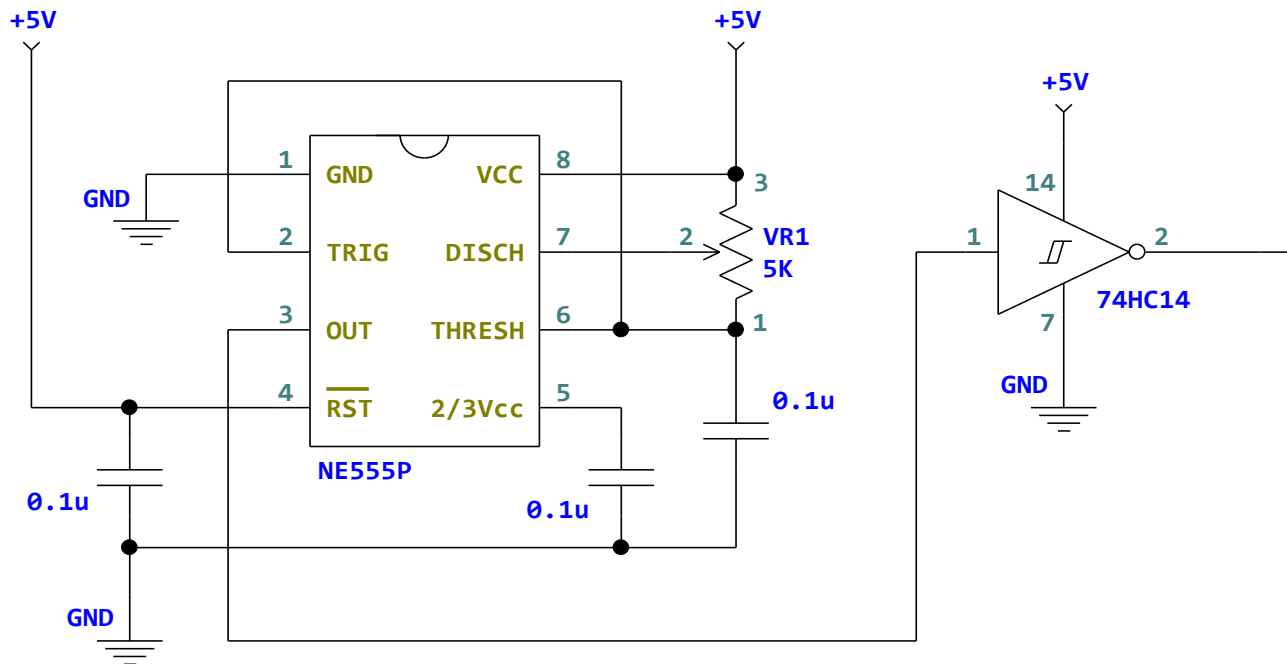 +5V
+5V
+5V
1 GND VCC 8
3
GND
14
2 TRIG DISCH 7
2
VR1
5K
1
2
74HC14
3 OUT THRESH 6
1
7
GND
4 RST 2/3Vcc 5
0.1u
NE555P
0.1u
0.1u
GND